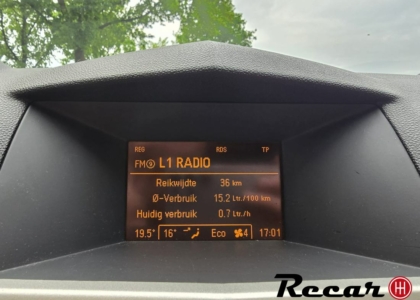 REG RDS TP
FM 9 L1 RADIO
Reikwijdte 36 km
Ø-Verbruik 15.2 Ltr./100 km
Huidig verbruik 0.7 Ltr./h
19.5° 16° Eco 4 17:01
Recar